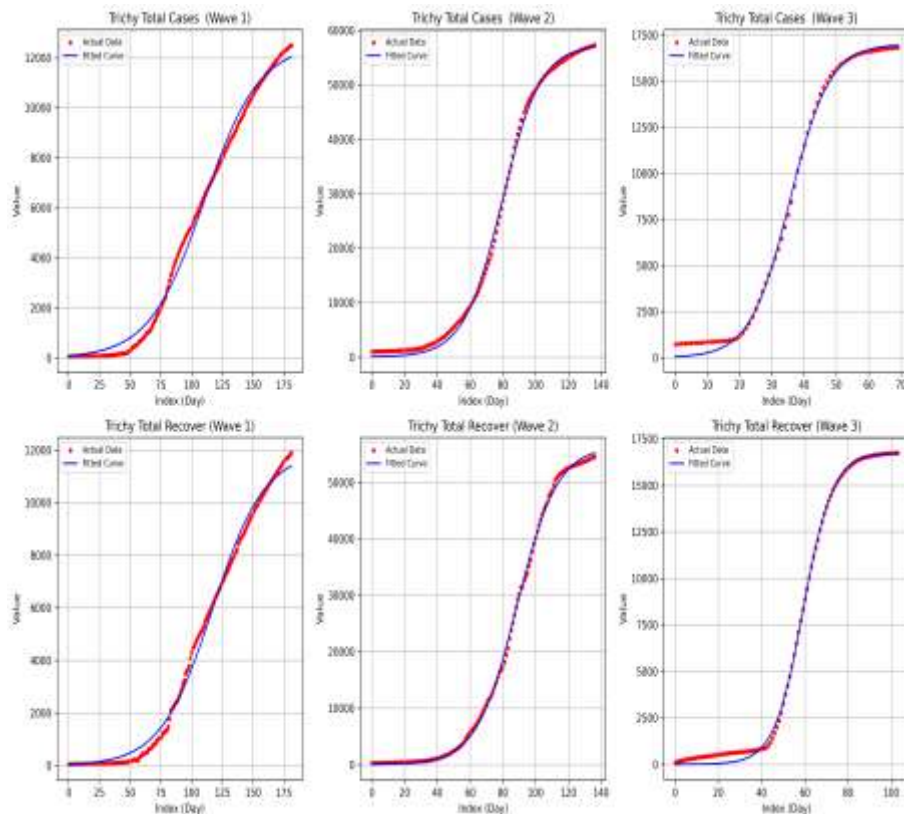 Trichy Total Cases (Wave 1)
Actual Data
Fitted Curve
12000
10000
8000
6000
4000
2000
0
Value
0 25 50 75 100 125 150 175
Index (Day)
Trichy Total Cases (Wave 2)
Actual Data
Fitted Curve
60000
50000
40000
30000
20000
10000
0
Value
0 20 40 60 80 100 120 140
Index (Day)
Trichy Total Cases (Wave 3)
Actual Data
Fitted Curve
17500
15000
12500
10000
7500
5000
2500
0
Value
0 10 20 30 40 50 60 70
Index (Day)
Trichy Total Recover (Wave 1)
Actual Data
Fitted Curve
12000
10000
8000
6000
4000
2000
0
Value
0 25 50 75 100 125 150 175
Index (Day)
Trichy Total Recover (Wave 2)
Actual Data
Fitted Curve
50000
40000
30000
20000
10000
0
Value
0 20 40 60 80 100 120 140
Index (Day)
Trichy Total Recover (Wave 3)
Actual Data
Fitted Curve
17500
15000
12500
10000
7500
5000
2500
0
Value
0 20 40 60 80 100
Index (Day)